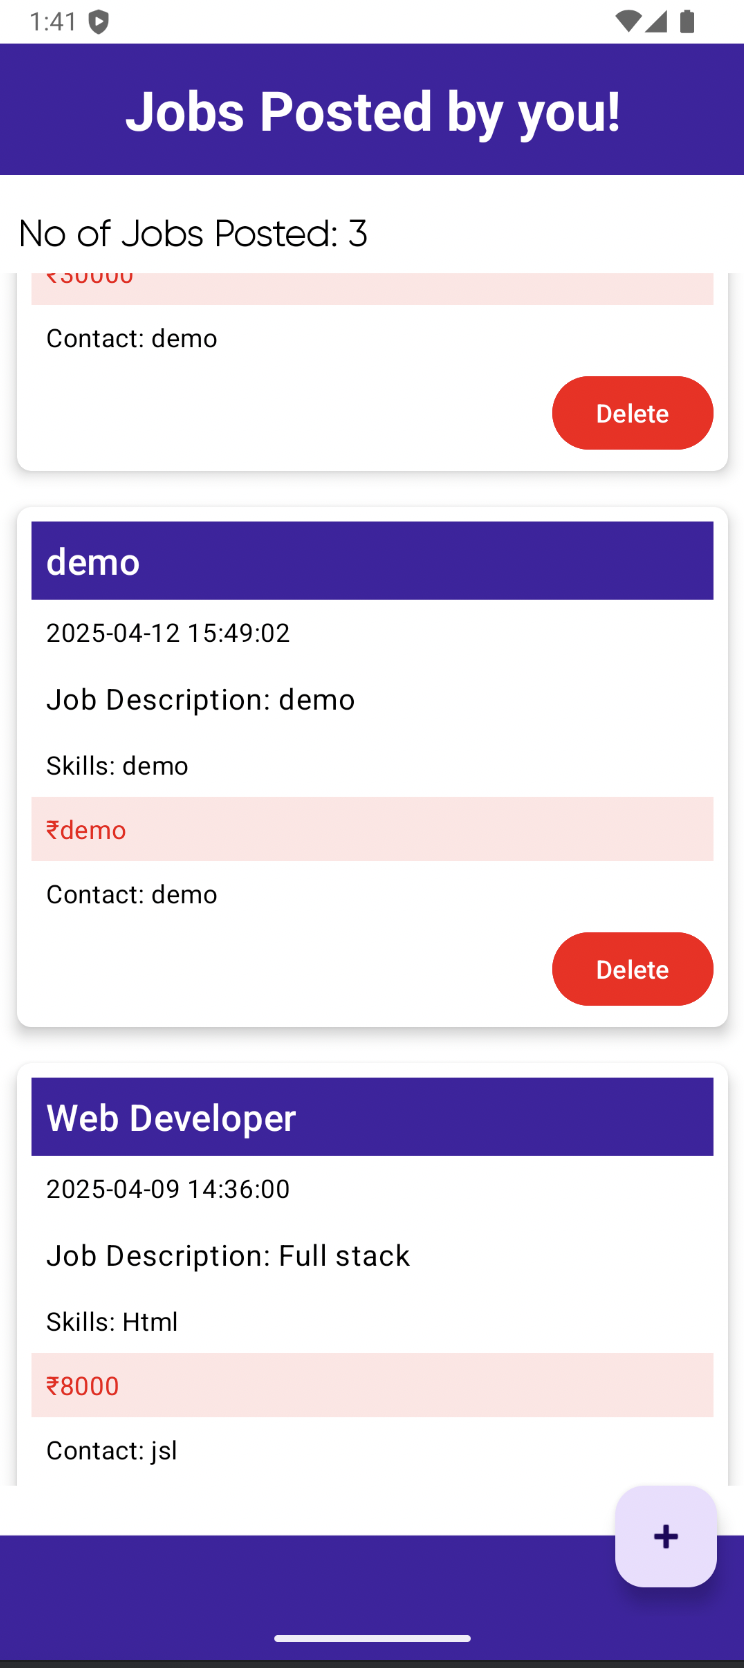 1:41
Jobs Posted by you!
No of Jobs Posted: 3
₹30000
Contact: demo
Delete
demo
2025-04-12 15:49:02
Job Description: demo
Skills: demo
₹demo
Contact: demo
Delete
Web Developer
2025-04-09 14:36:00
Job Description: Full stack
Skills: Html
₹8000
Contact: jsl
+